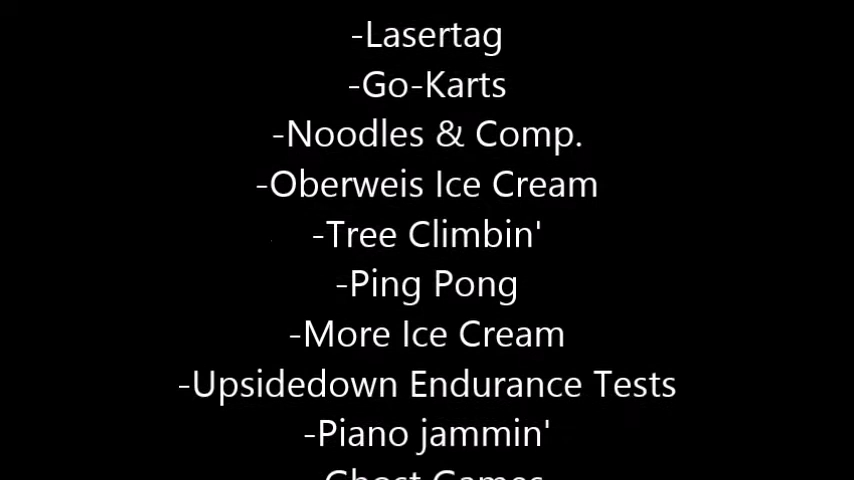 -Lasertag
-Go-Karts
-Noodles & Comp.
-Oberweis Ice Cream
-Tree Climbin'
-Ping Pong
-More Ice Cream
-Upsidedown Endurance Tests
-Piano jammin'
-Ghost Games